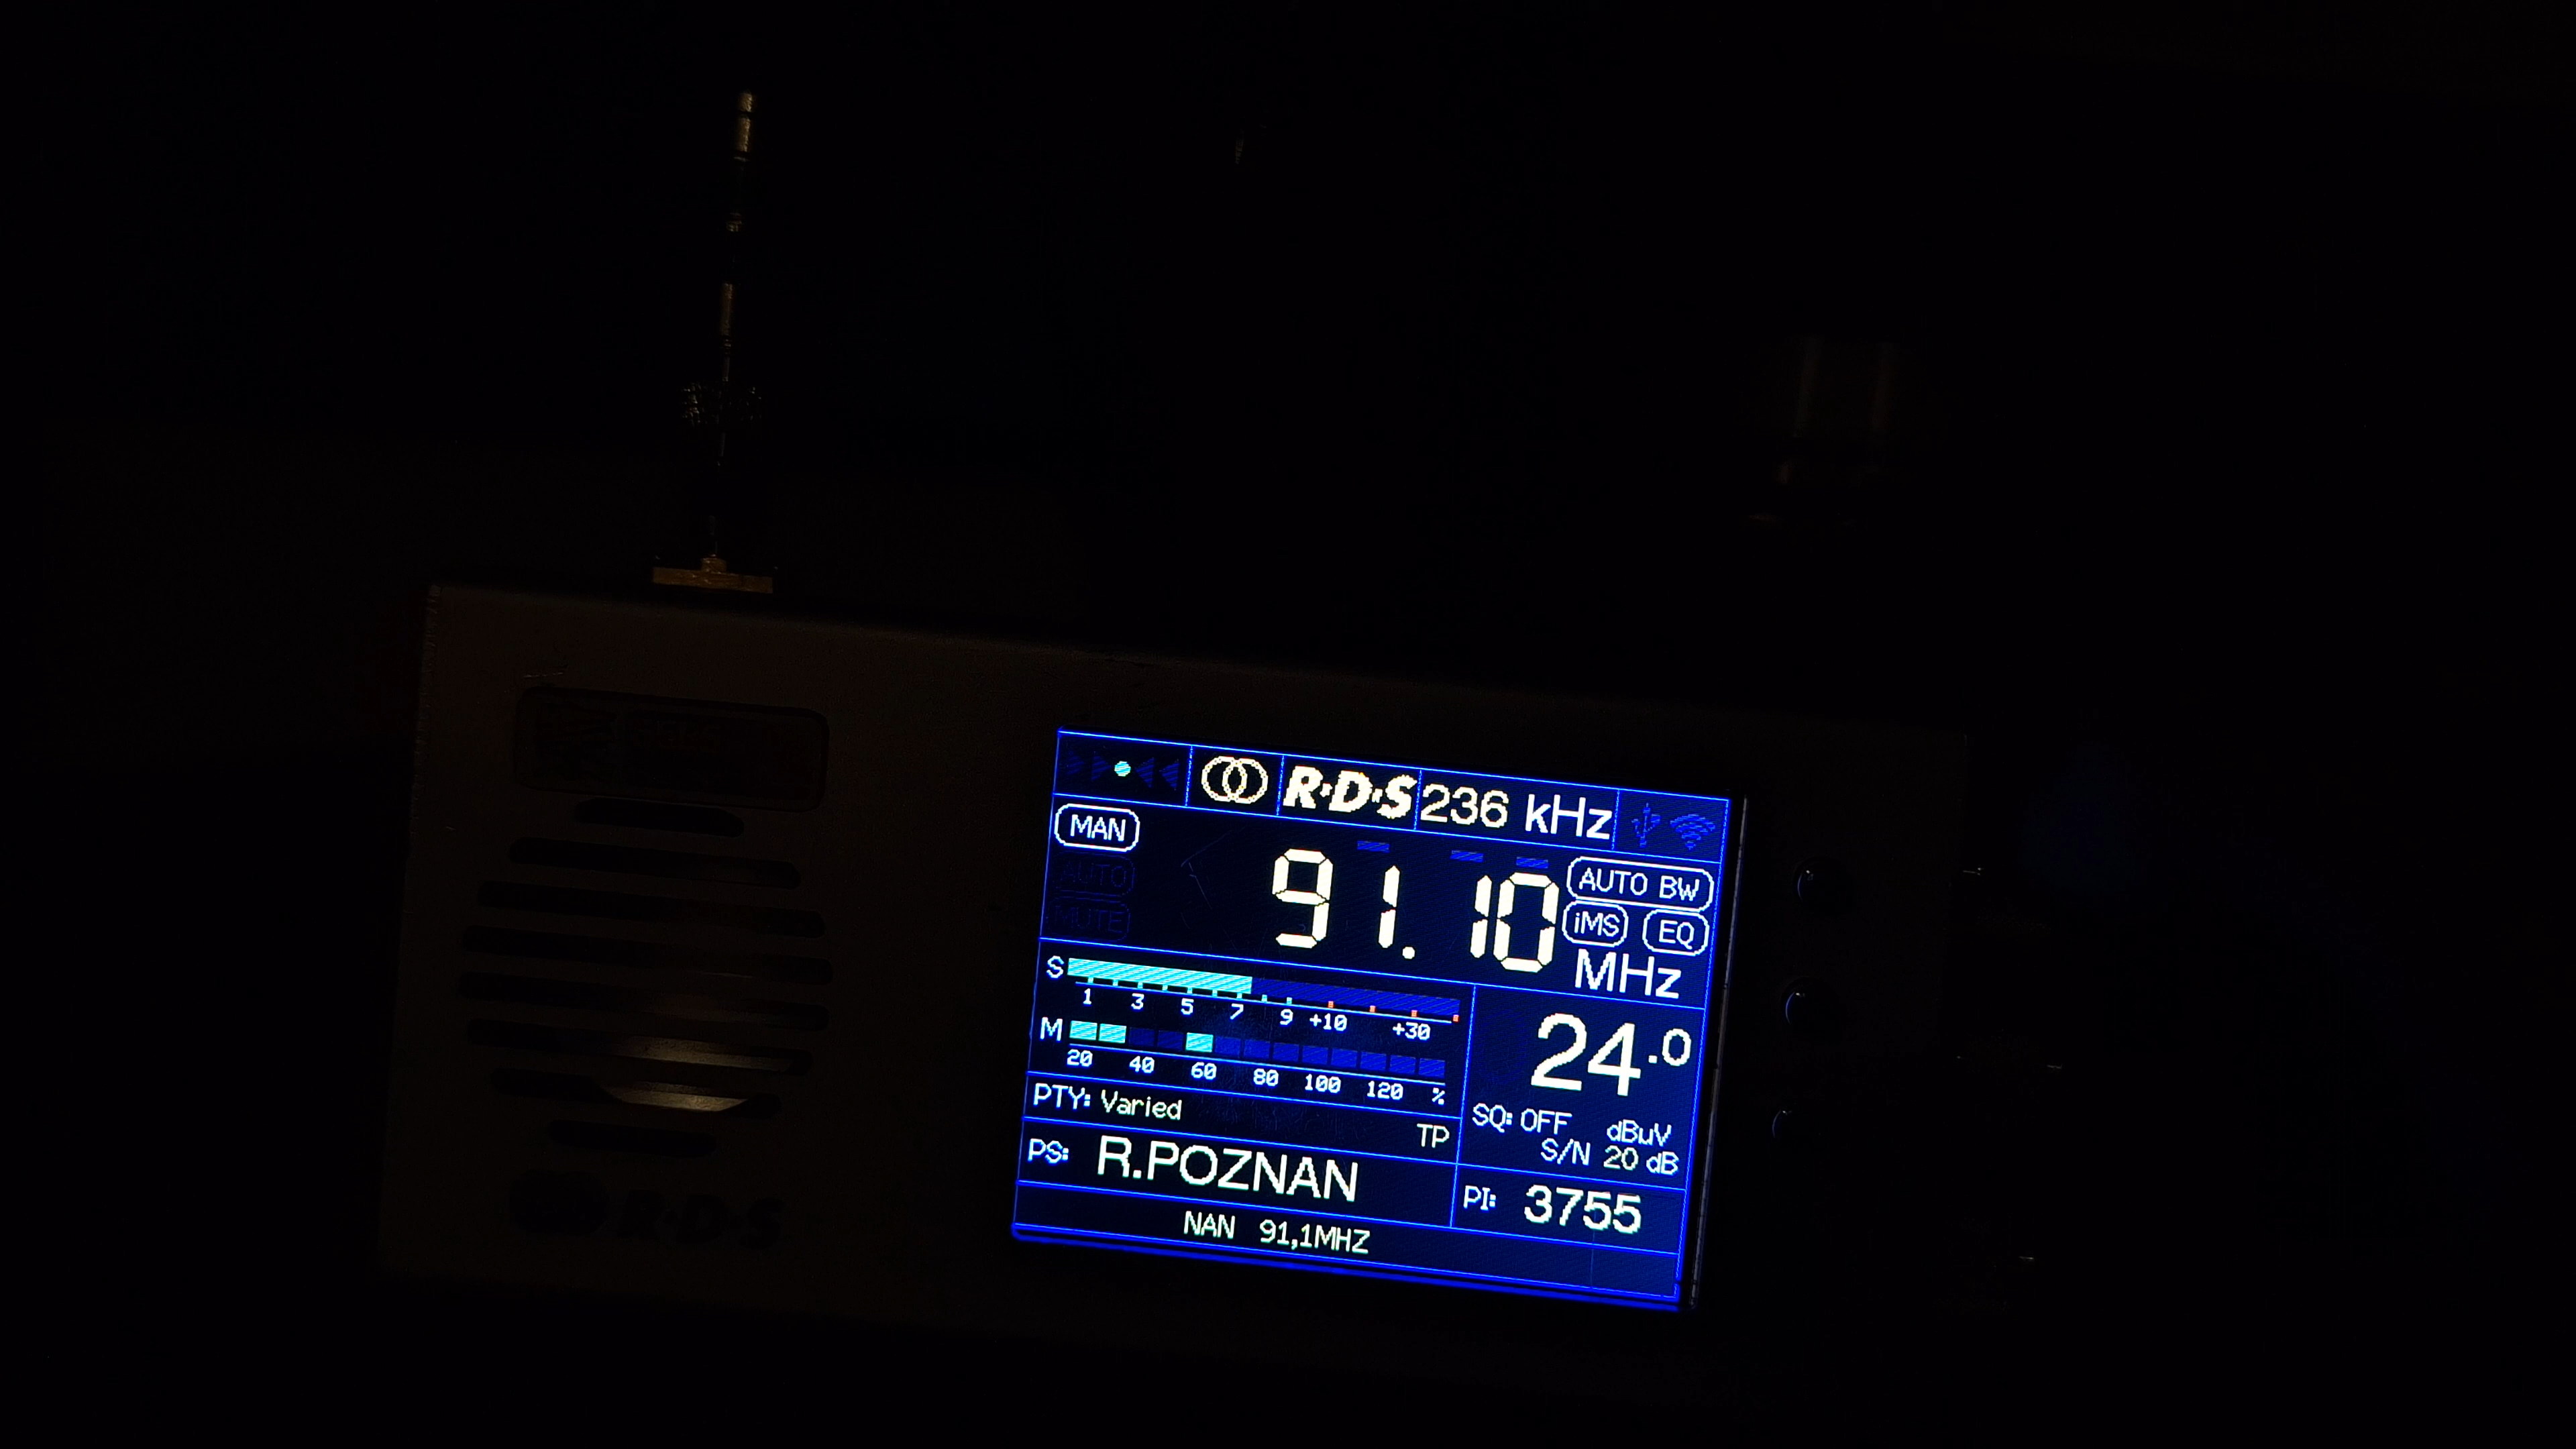 R·D·S 236 kHz
MAN
AUTO
MUTE
91.10 MHz
AUTO BW
iMS EQ
S
1 3 5 7 9 +10 +30
M
20 40 60 80 100 120 %
24.0
SQ: OFF dBuV
S/N 20 dB
PTY: Varied
TP
PS: R.POZNAN
PI: 3755
NAN 91,1MHZ
R·D·S